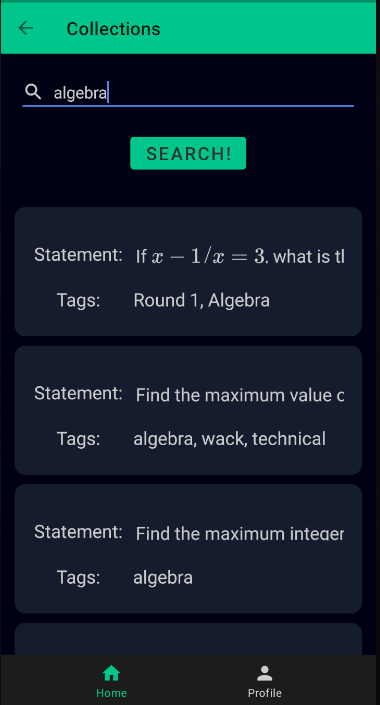 Collections
algebra
SEARCH!
Statement: If x − 1/x = 3. what is
Tags: Round 1, Algebra
Statement: Find the maximum value
Tags: algebra, wack, technical
Statement: Find the maximum integer
Tags: algebra
Home Profile